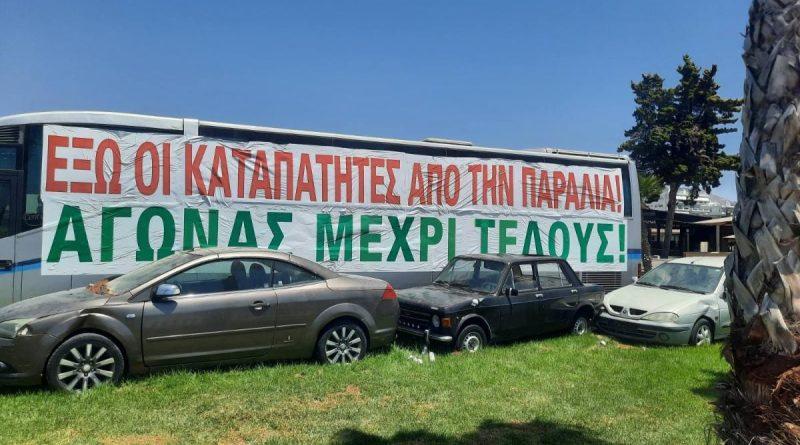 ΕΞΩ ΟΙ ΚΑΤΑΠΑΤΗΤΕΣ ΑΠΟ ΤΗΝ ΠΑΡΑΛΙΑ!
ΑΓΩΝΑΣ ΜΕΧΡΙ ΤΕΛΟΥΣ!